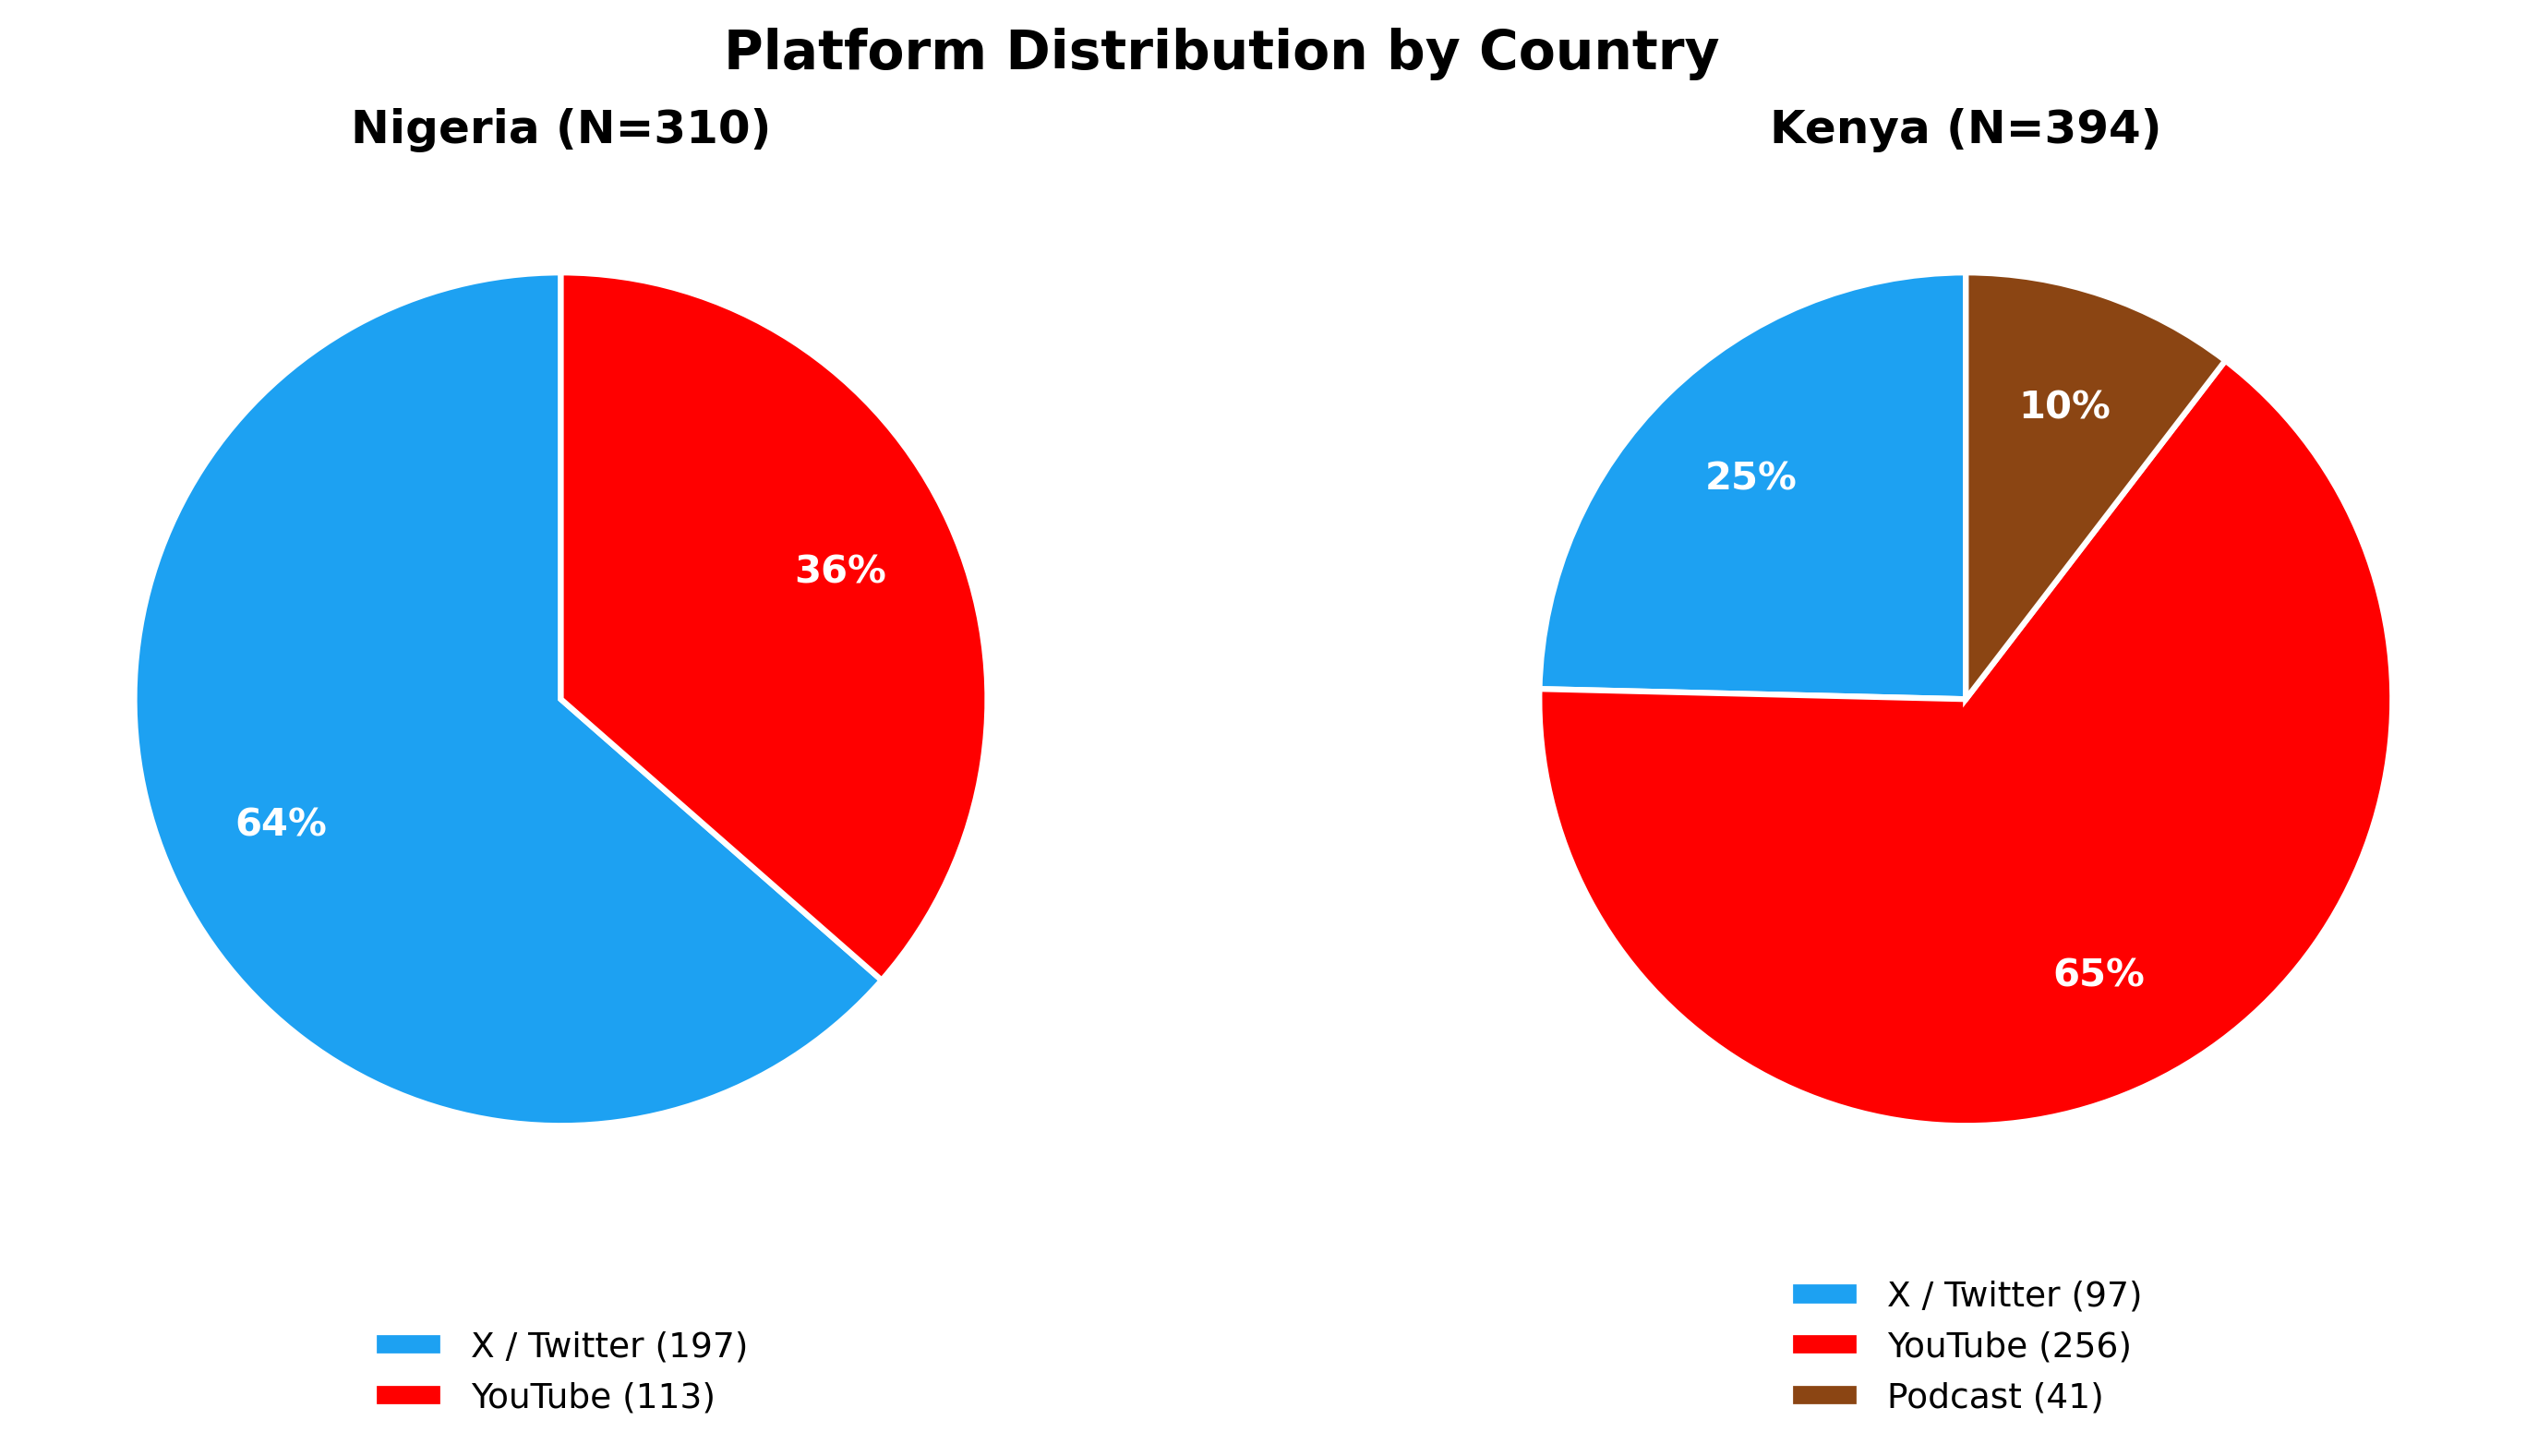 Platform Distribution by Country
Nigeria (N=310)
36%
64%
X / Twitter (197)
YouTube (113)
Kenya (N=394)
10%
25%
65%
X / Twitter (97)
YouTube (256)
Podcast (41)